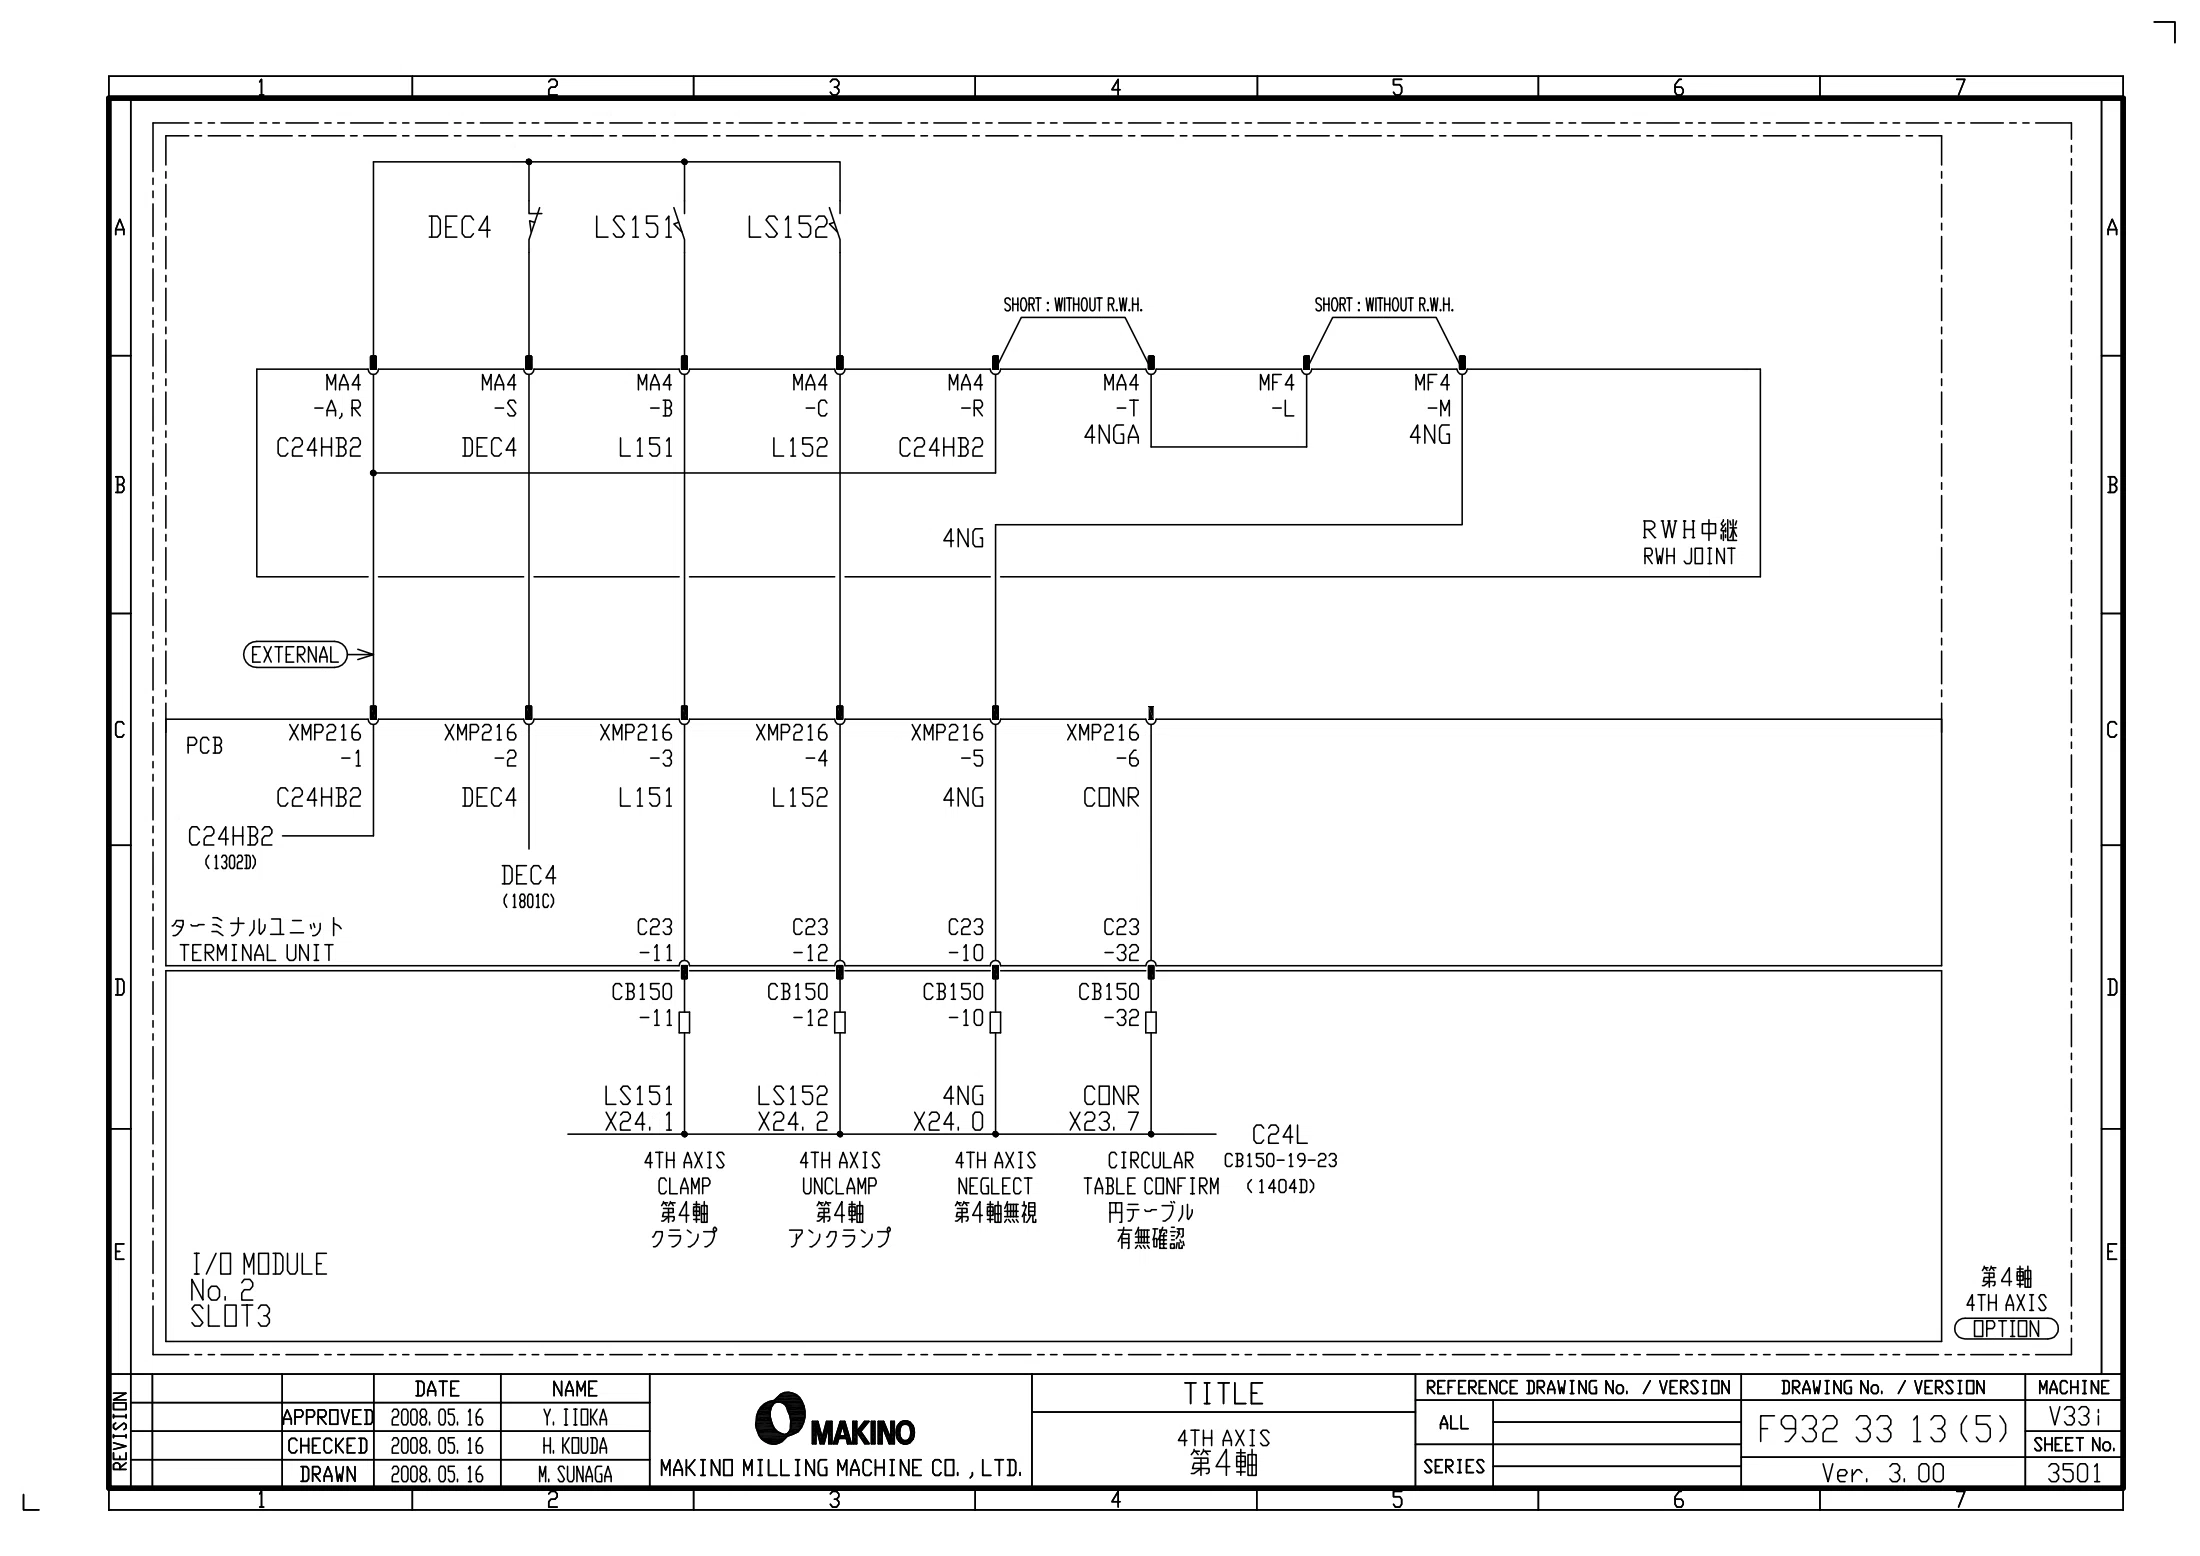 1 2 3 4 5 6 7
A A
DEC4 LS151 LS152
SHORT : WITHOUT R.W.H. SHORT : WITHOUT R.W.H.
MA4 MA4 MA4 MA4 MA4 MA4 MF4 MF4
-A, R -S -B -C -R -T -L -M
C24HB2 DEC4 L151 L152 C24HB2 4NGA 4NG
B B
4NG
RWH中継
RWH JOINT
EXTERNAL
C C
PCB
XMP216 XMP216 XMP216 XMP216 XMP216 XMP216
-1 -2 -3 -4 -5 -6
C24HB2 DEC4 L151 L152 4NG CONR
C24HB2
(1302D)
DEC4
(1801C)
ターミナルユニット
TERMINAL UNIT
C23 C23 C23 C23
-11 -12 -10 -32
D D
CB150 CB150 CB150 CB150
-11 -12 -10 -32
LS151 LS152 4NG CONR
X24. 1 X24. 2 X24. 0 X23. 7
C24L
CB150-19-23
(1404D)
4TH AXIS
CLAMP
第4軸
クランプ
4TH AXIS
UNCLAMP
第4軸
アンクランプ
4TH AXIS
NEGLECT
第4軸無視
CIRCULAR
TABLE CONFIRM
円テーブル
有無確認
E E
I/O MODULE
No. 2
SLOT3
第4軸
4TH AXIS
OPTION
REVISION
DATE NAME
APPROVED 2008. 05. 16 Y. IIOKA
CHECKED 2008. 05. 16 H. KOUDA
DRAWN 2008. 05. 16 M. SUNAGA
MAKINO
MAKINO MILLING MACHINE CO. , LTD.
TITLE
4TH AXIS
第4軸
REFERENCE DRAWING No. / VERSION
ALL
SERIES
DRAWING No. / VERSION
F932 33 13 (5)
Ver. 3. 00
MACHINE
V33i
SHEET No.
3501
1 2 3 4 5 6 7